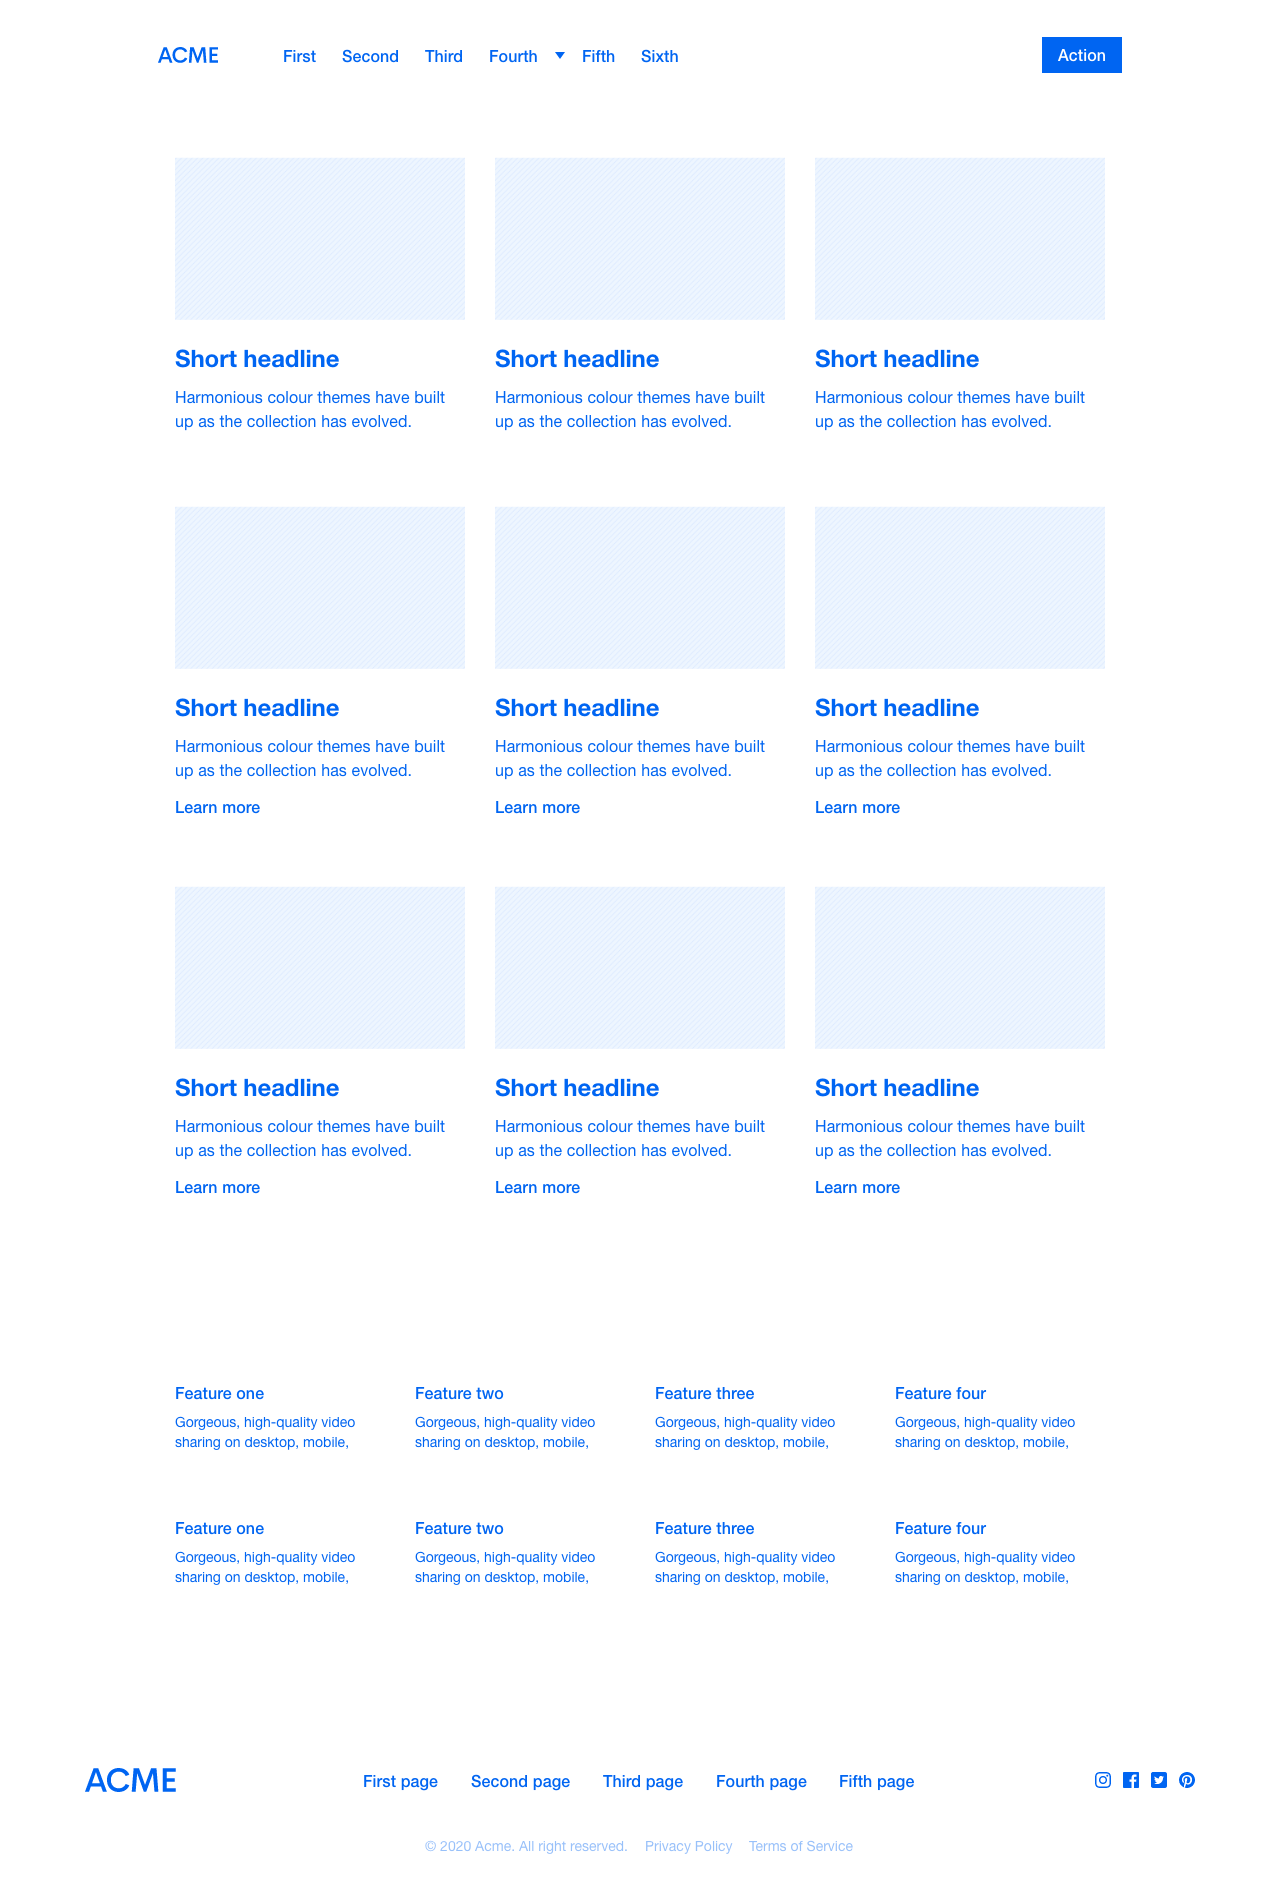 ACME First Second Third Fourth Fifth Sixth Action
Short headline
Harmonious colour themes have built
up as the collection has evolved.
Short headline
Harmonious colour themes have built
up as the collection has evolved.
Short headline
Harmonious colour themes have built
up as the collection has evolved.
Short headline
Harmonious colour themes have built
up as the collection has evolved.
Learn more
Short headline
Harmonious colour themes have built
up as the collection has evolved.
Learn more
Short headline
Harmonious colour themes have built
up as the collection has evolved.
Learn more
Short headline
Harmonious colour themes have built
up as the collection has evolved.
Learn more
Short headline
Harmonious colour themes have built
up as the collection has evolved.
Learn more
Short headline
Harmonious colour themes have built
up as the collection has evolved.
Learn more
Feature one
Gorgeous, high-quality video
sharing on desktop, mobile,
Feature two
Gorgeous, high-quality video
sharing on desktop, mobile,
Feature three
Gorgeous, high-quality video
sharing on desktop, mobile,
Feature four
Gorgeous, high-quality video
sharing on desktop, mobile,
Feature one
Gorgeous, high-quality video
sharing on desktop, mobile,
Feature two
Gorgeous, high-quality video
sharing on desktop, mobile,
Feature three
Gorgeous, high-quality video
sharing on desktop, mobile,
Feature four
Gorgeous, high-quality video
sharing on desktop, mobile,
ACME First page Second page Third page Fourth page Fifth page
© 2020 Acme. All right reserved. Privacy Policy Terms of Service